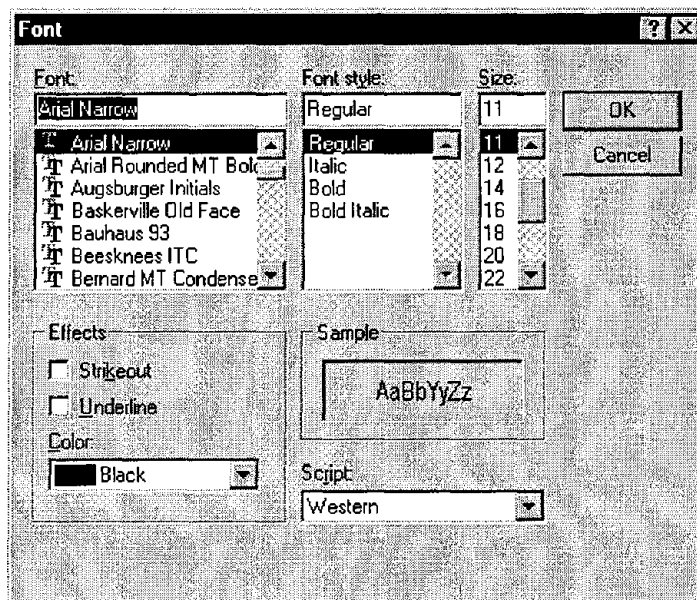 Font
Font: Font style: Size:
Arial Narrow Regular 11 OK
Arial Narrow Regular 11
Arial Rounded MT Bold Italic 12 Cancel
Augsburger Initials Bold 14
Baskerville Old Face Bold Italic 16
Bauhaus 93 18
Beesknees ITC 20
Bernard MT Condense 22
Effects Sample
Strikeout
AaBbYyZz
Underline
Color:
Black Script:
Western